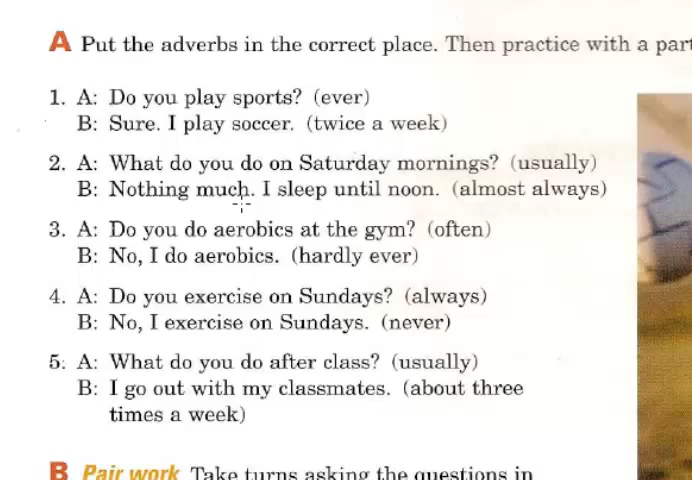 A Put the adverbs in the correct place. Then practice with a
1. A: Do you play sports? (ever)
B: Sure. I play soccer. (twice a week)
2. A: What do you do on Saturday mornings? (usually)
B: Nothing much. I sleep until noon. (almost always)
3. A: Do you do aerobics at the gym? (often)
B: No, I do aerobics. (hardly ever)
4. A: Do you exercise on Sundays? (always)
B: No, I exercise on Sundays. (never)
5. A: What do you do after class? (usually)
B: I go out with my classmates. (about three
times a week)
B Pair work Take turns asking the questions in